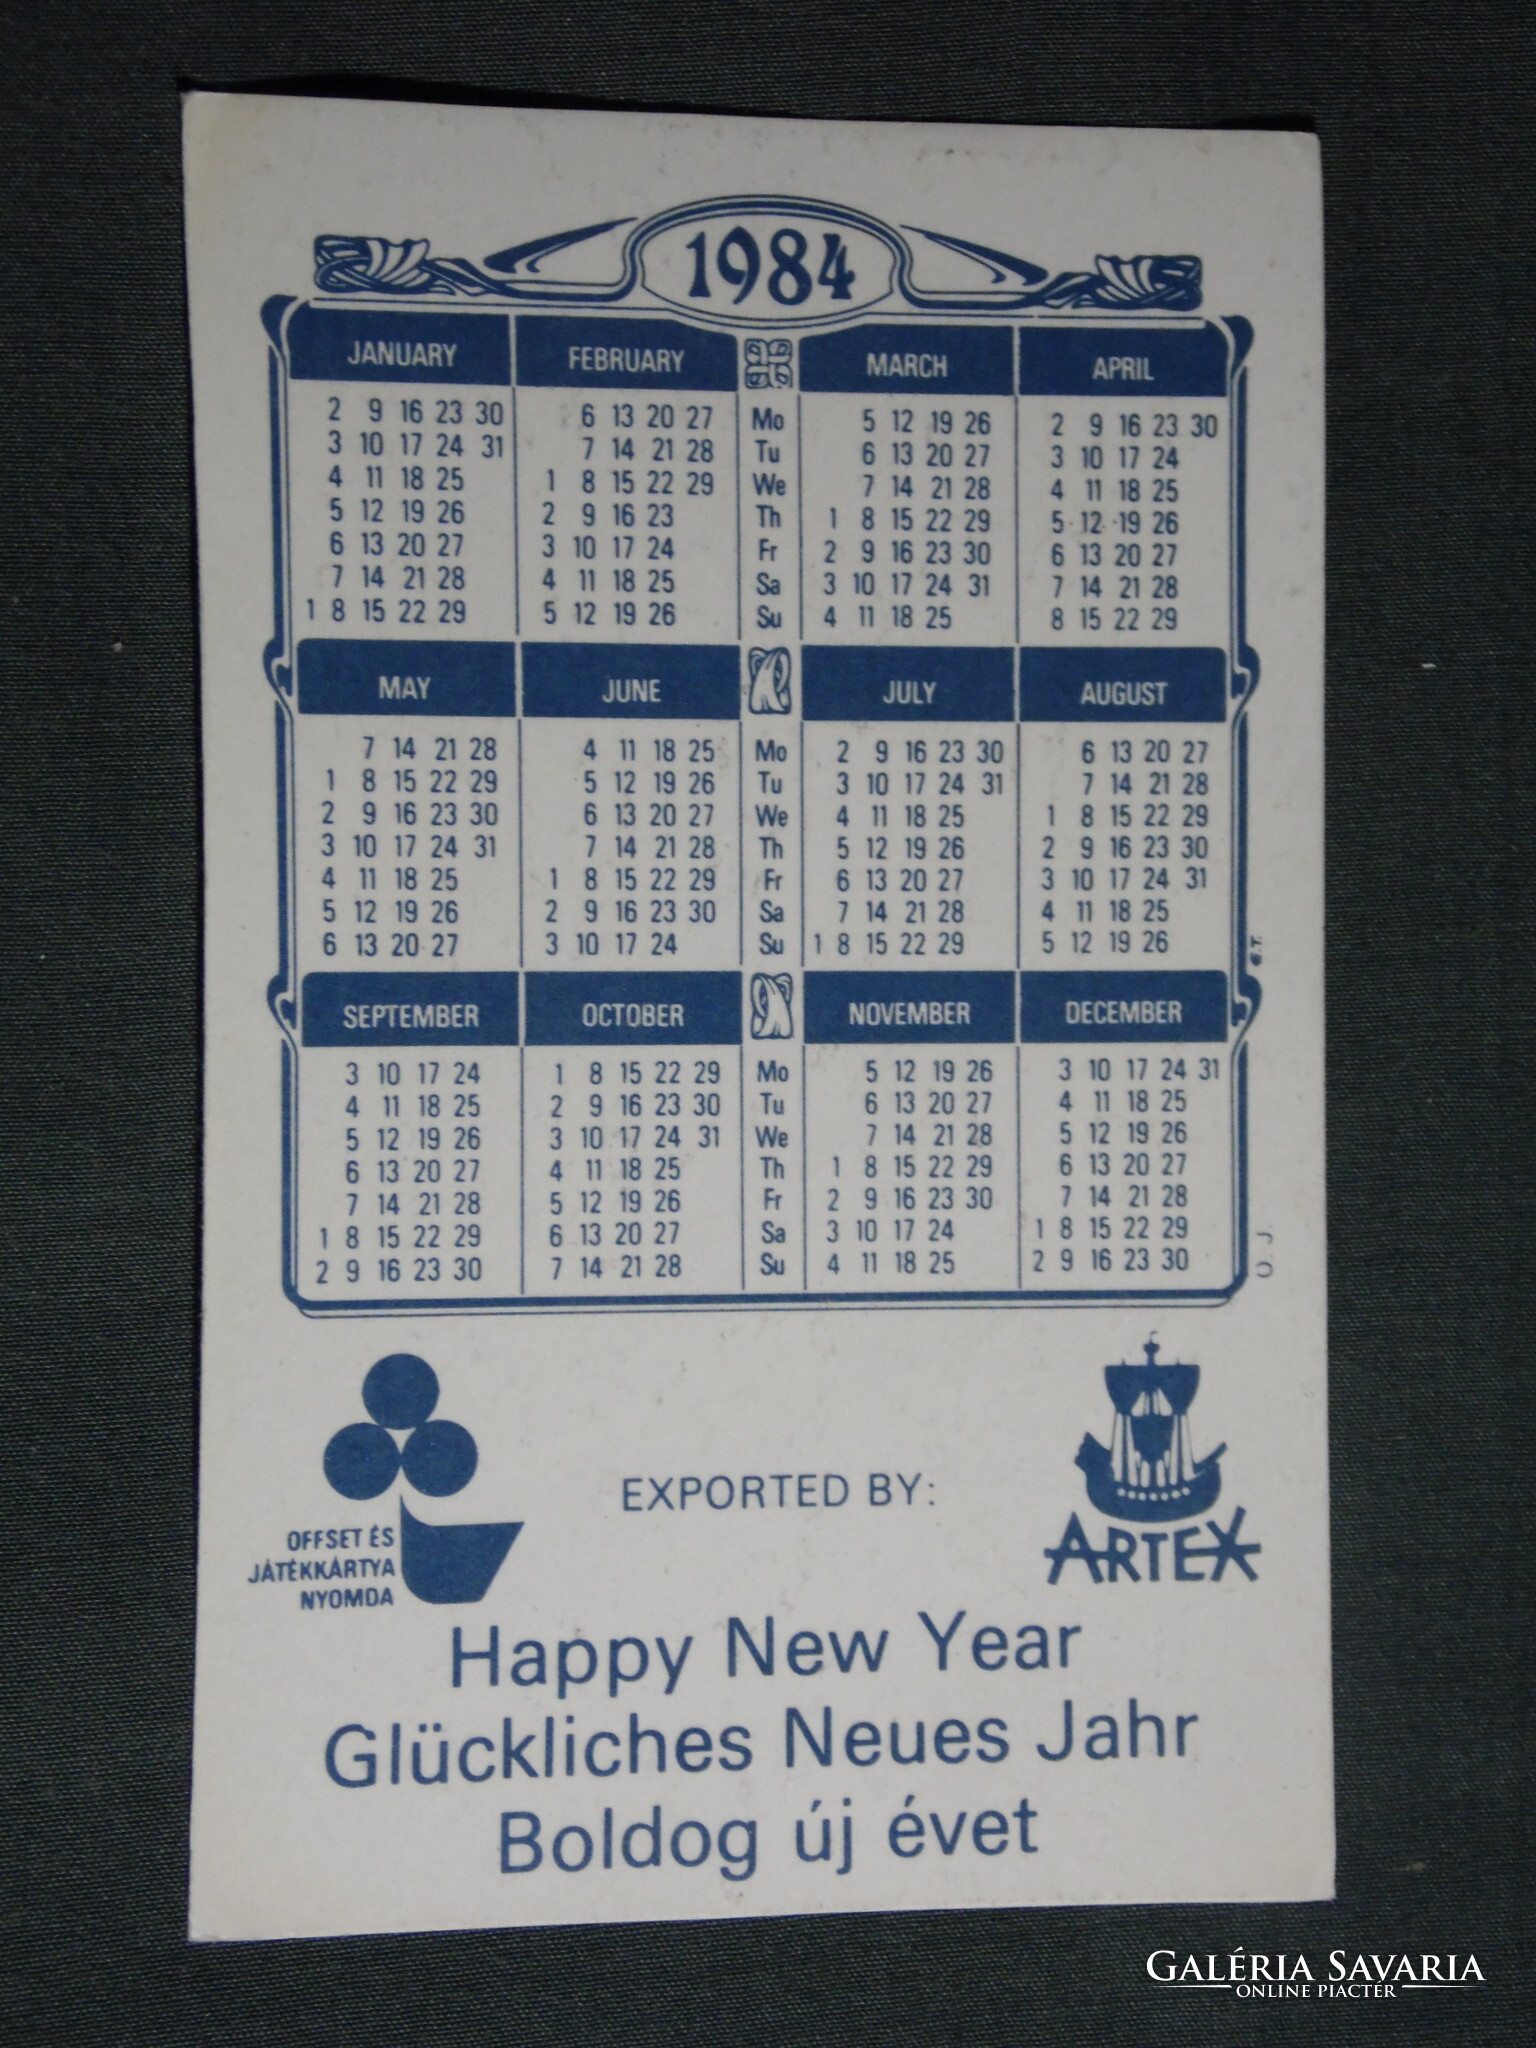 1984
JANUARY FEBRUARY MARCH APRIL
2 9 16 23 30 6 13 20 27 Mo 5 12 19 26 2 9 16 23 30
3 10 17 24 31 7 14 21 28 Tu 6 13 20 27 3 10 17 24
4 11 18 25 1 8 15 22 29 We 7 14 21 28 4 11 18 25
5 12 19 26 2 9 16 23 Th 1 8 15 22 29 5 12 19 26
6 13 20 27 3 10 17 24 Fr 2 9 16 23 30 6 13 20 27
7 14 21 28 4 11 18 25 Sa 3 10 17 24 31 7 14 21 28
1 8 15 22 29 5 12 19 26 Su 4 11 18 25 8 15 22 29
MAY JUNE JULY AUGUST
7 14 21 28 4 11 18 25 Mo 2 9 16 23 30 6 13 20 27
1 8 15 22 29 5 12 19 26 Tu 3 10 17 24 31 7 14 21 28
2 9 16 23 30 6 13 20 27 We 4 11 18 25 1 8 15 22 29
3 10 17 24 31 7 14 21 28 Th 5 12 19 26 2 9 16 23 30
4 11 18 25 1 8 15 22 29 Fr 6 13 20 27 3 10 17 24 31
5 12 19 26 2 9 16 23 30 Sa 7 14 21 28 4 11 18 25
6 13 20 27 3 10 17 24 Su 1 8 15 22 29 5 12 19 26
SEPTEMBER OCTOBER NOVEMBER DECEMBER
3 10 17 24 1 8 15 22 29 Mo 5 12 19 26 3 10 17 24 31
4 11 18 25 2 9 16 23 30 Tu 6 13 20 27 4 11 18 25
5 12 19 26 3 10 17 24 31 We 7 14 21 28 5 12 19 26
6 13 20 27 4 11 18 25 Th 1 8 15 22 29 6 13 20 27
7 14 21 28 5 12 19 26 Fr 2 9 16 23 30 7 14 21 28
1 8 15 22 29 6 13 20 27 Sa 3 10 17 24 1 8 15 22 29
2 9 16 23 30 7 14 21 28 Su 4 11 18 25 2 9 16 23 30
O. J.
OFFSET ÉS
JÁTÉKKÁRTYA
NYOMDA
EXPORTED BY:
ARTEX
Happy New Year
Glückliches Neues Jahr
Boldog új évet
GALÉRIA SAVARIA
ONLINE PIACTÉR